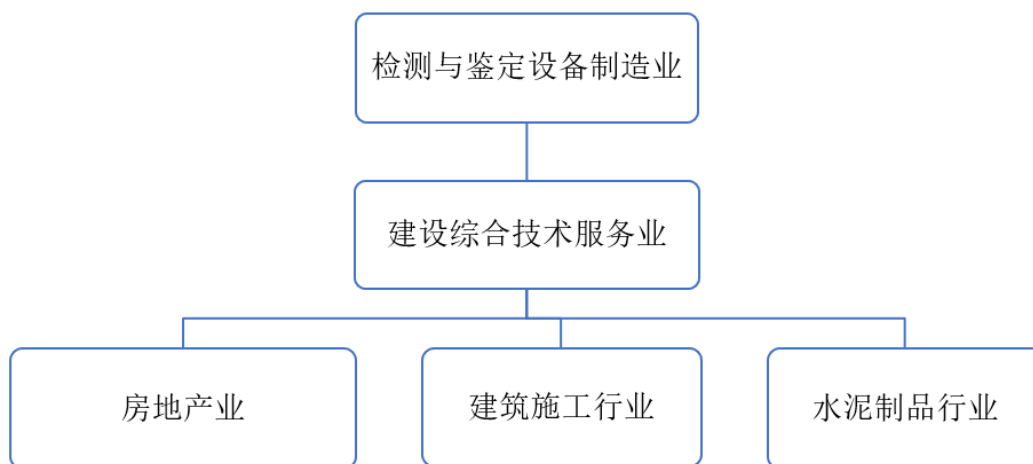 检测与鉴定设备制造业
建设综合技术服务业
房地产业
建筑施工行业
水泥制品行业